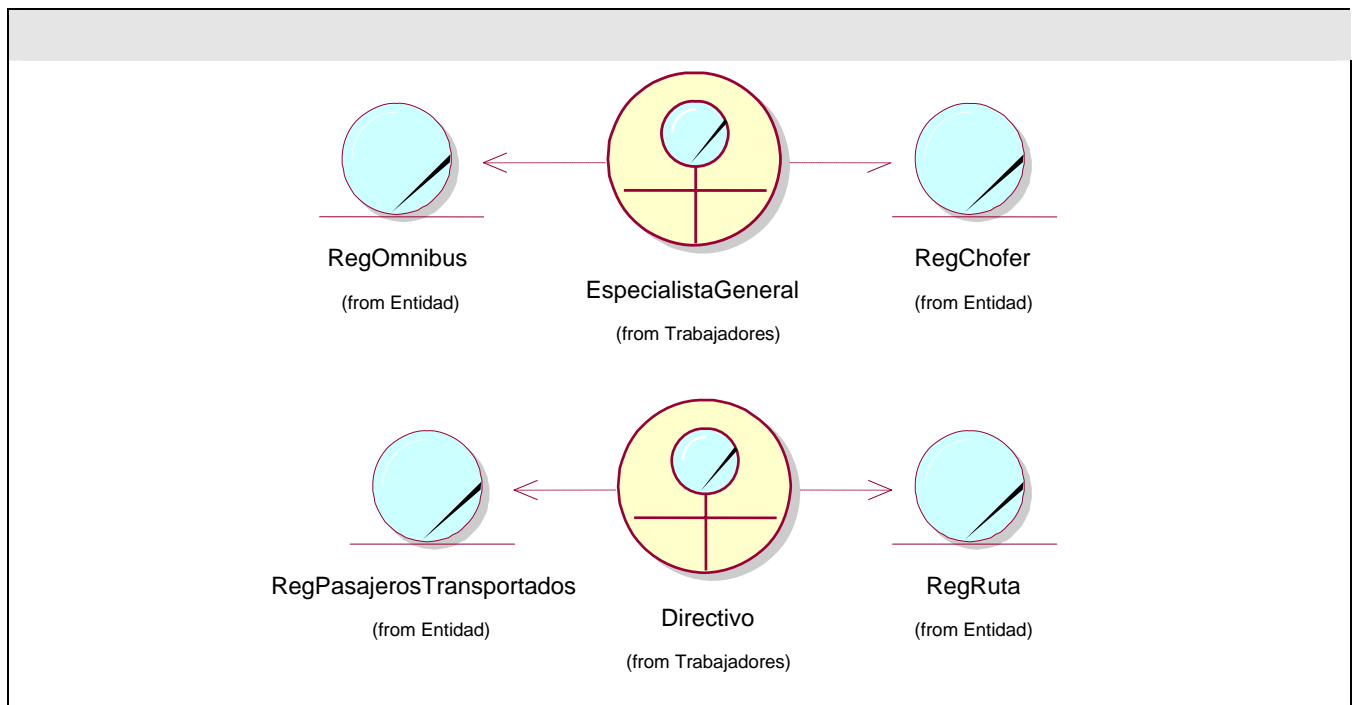 RegOmnibus
(from Entidad)
EspecialistaGeneral
(from Trabajadores)
RegChofer
(from Entidad)
RegPasajerosTransportados
(from Entidad)
Directivo
(from Trabajadores)
RegRuta
(from Entidad)